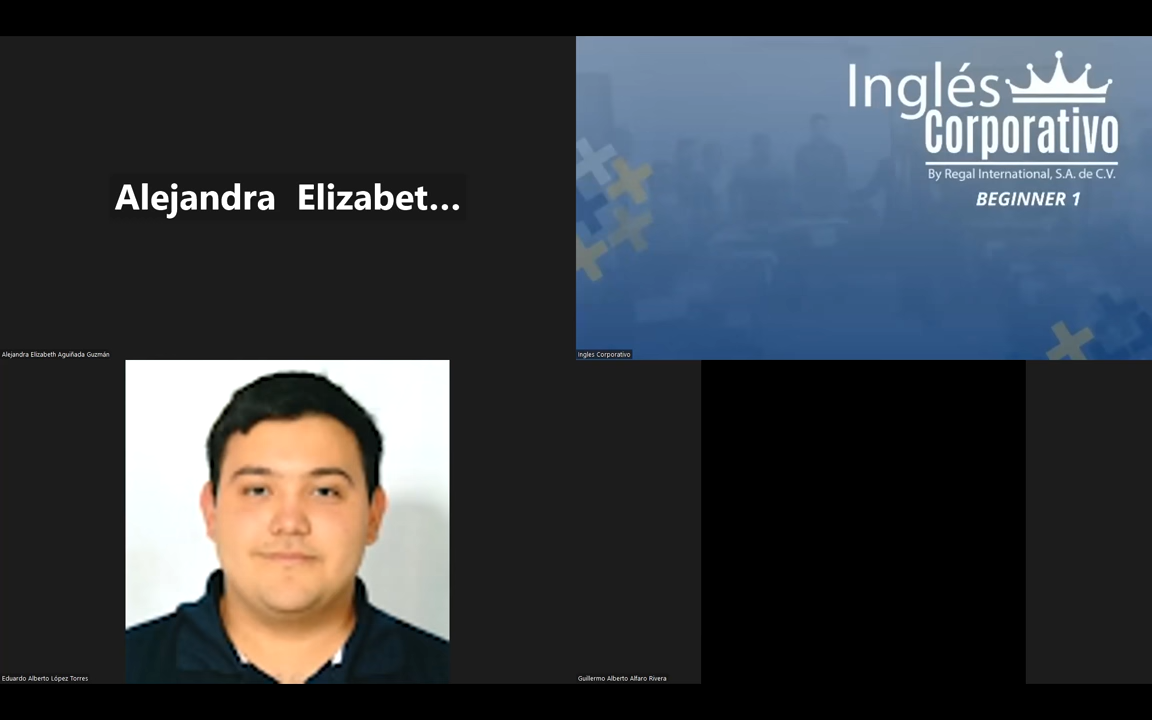 Alejandra Elizabet...
Alejandra Elizabeth Aguiñada Guzmán
Inglés
Corporativo
By Regal International, S.A. de C.V.
BEGINNER 1
Ingles Corporativo
Eduardo Alberto López Torres
Guillermo Alberto Alfaro Rivera